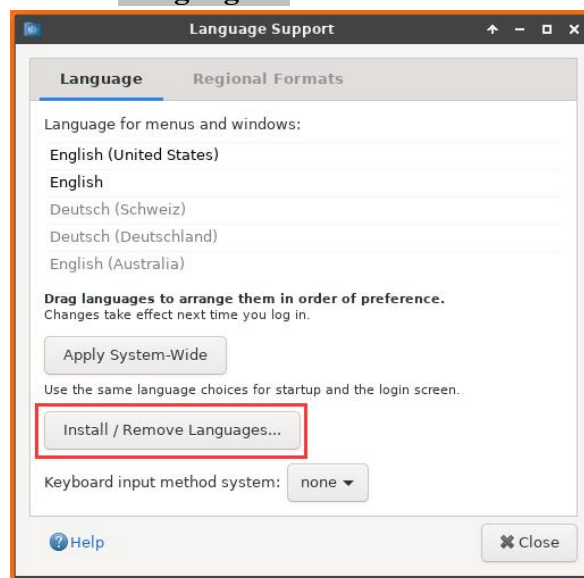 Language Support
Language Regional Formats
Language for menus and windows:
English (United States)
English
Deutsch (Schweiz)
Deutsch (Deutschland)
English (Australia)
Drag languages to arrange them in order of preference.
Changes take effect next time you log in.
Apply System-Wide
Use the same language choices for startup and the login screen.
Install / Remove Languages...
Keyboard input method system: none
Help Close